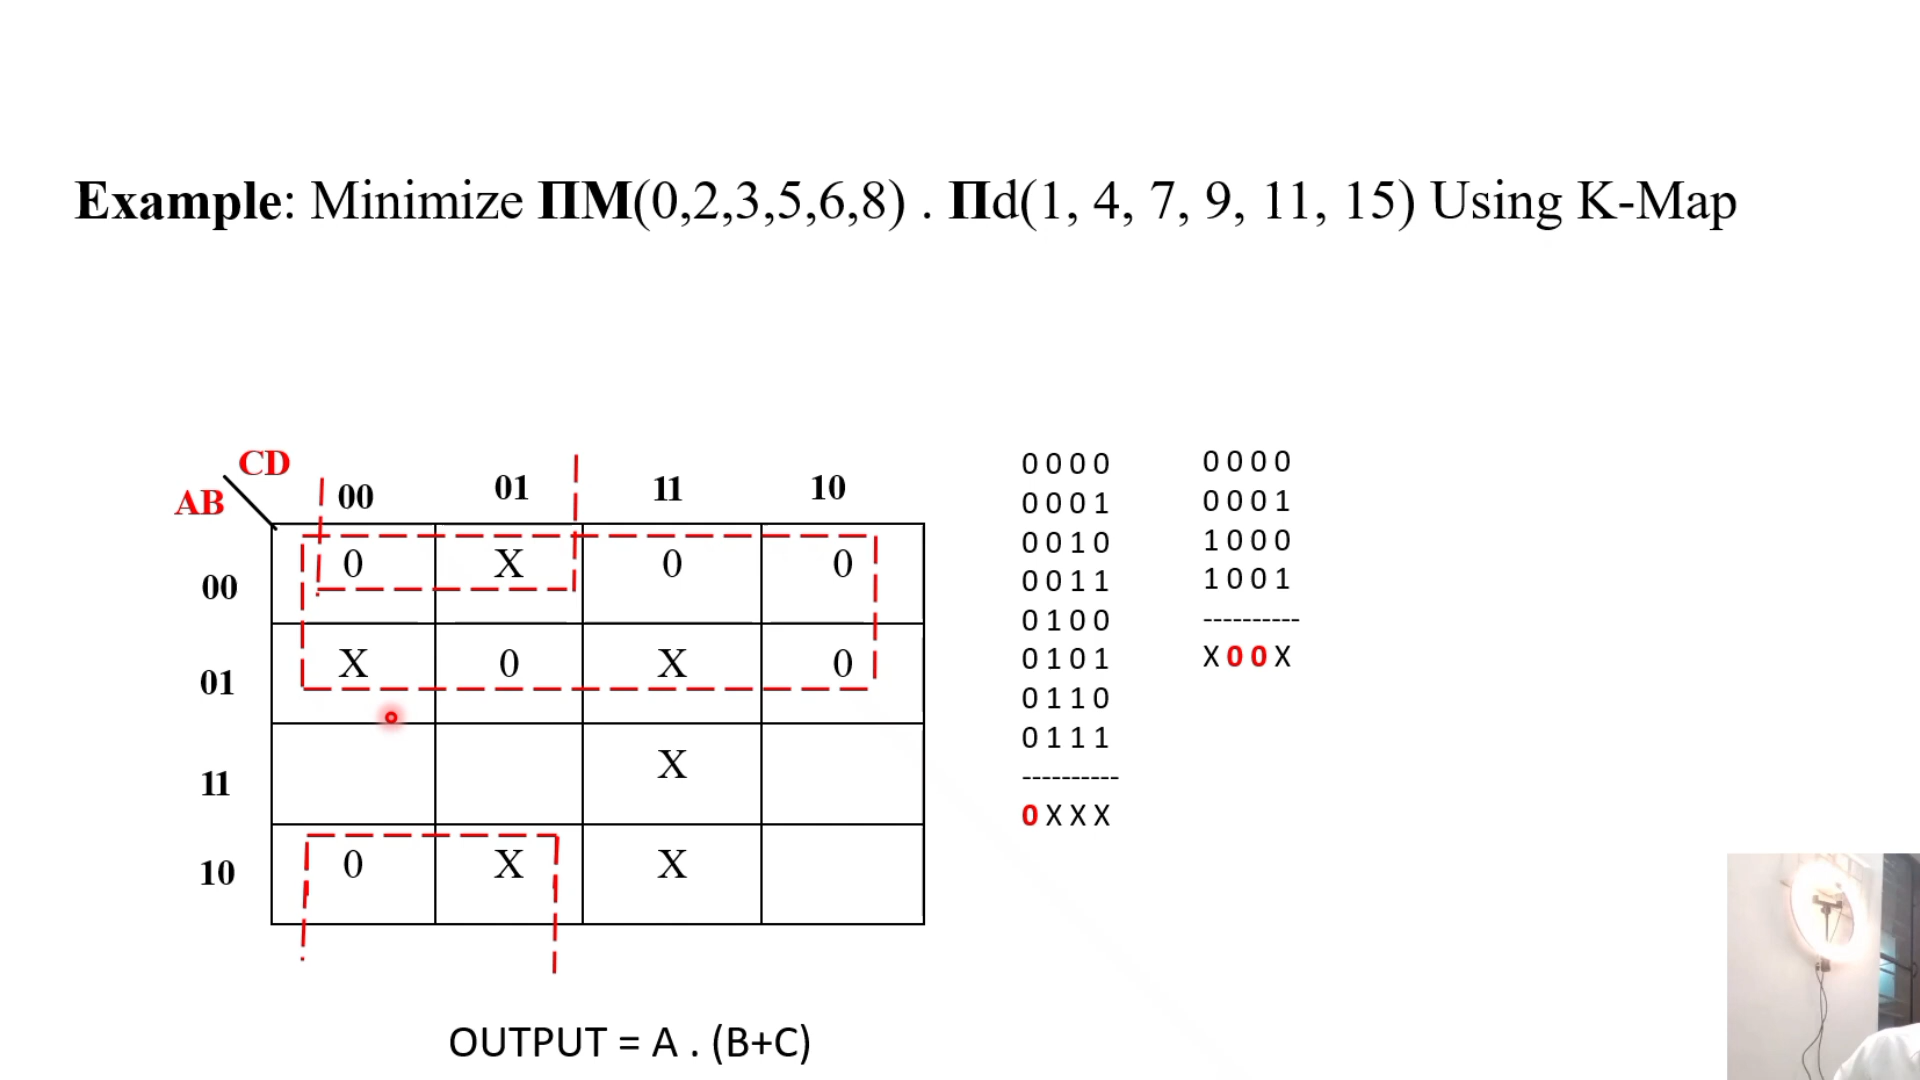 Example: Minimize ΠM(0,2,3,5,6,8) . Πd(1, 4, 7, 9, 11, 15) Using K-Map
CD
AB
00 01 11 10
00 0 X 0 0
01 X 0 X 0
11 X
10 0 X X
0 0 0 0
0 0 0 1
0 0 1 0
0 0 1 1
0 1 0 0
0 1 0 1
0 1 1 0
0 1 1 1
----------
0 X X X
0 0 0 0
0 0 0 1
1 0 0 0
1 0 0 1
----------
X 0 0 X
OUTPUT = A . (B+C)